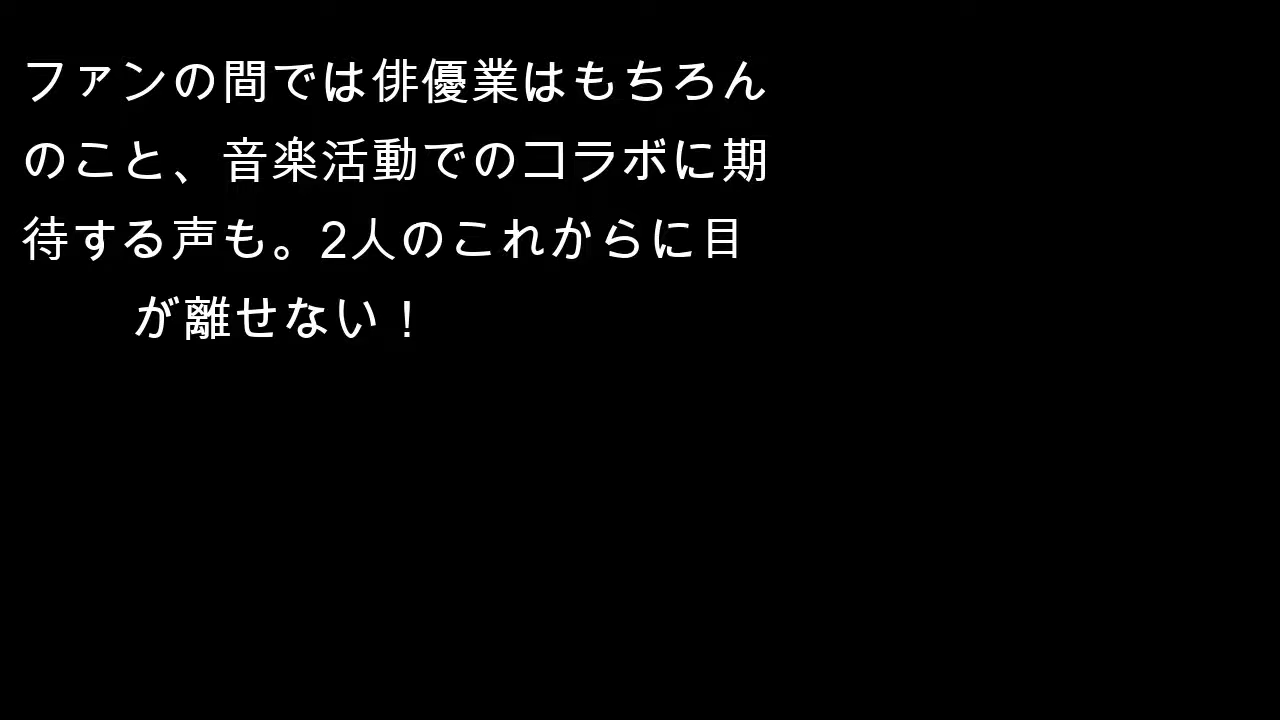 ファンの間では俳優業はもちろん
のこと、音楽活動でのコラボに期
待する声も。2人のこれからに目
が離せない！